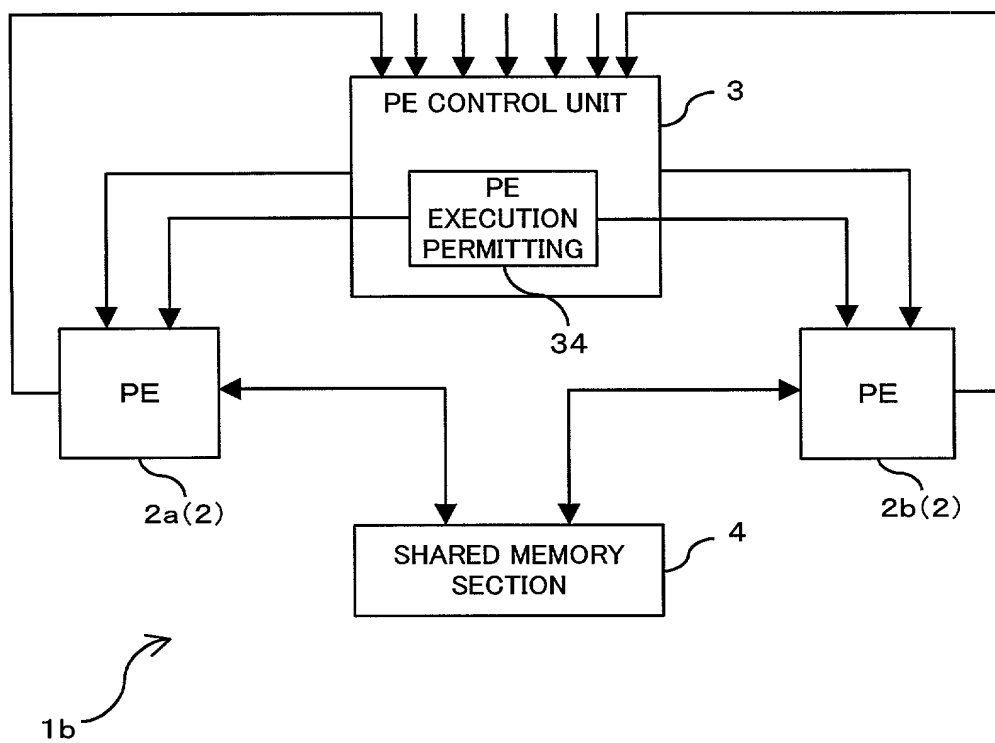 PE CONTROL UNIT
3
PE
EXECUTION
PERMITTING
34
PE
PE
2a(2)
2b(2)
SHARED MEMORY
SECTION
4
1b